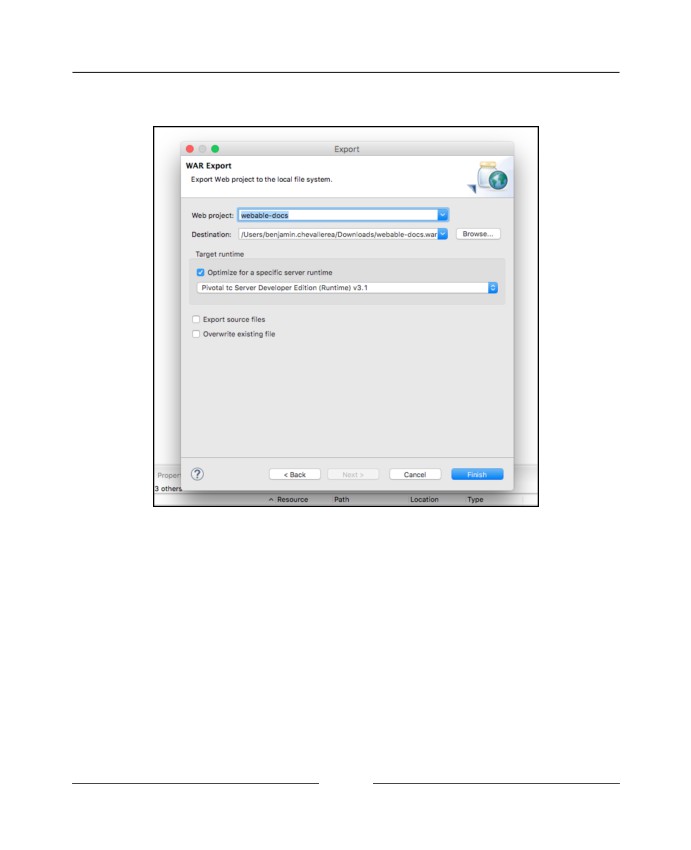 Export
WAR Export
Export Web project to the local file system.
Web project: webable-docs
Destination: /Users/benjamin.chevallerea/Downloads/webable-docs.war Browse...
Target runtime
Optimize for a specific server runtime
Pivotal tc Server Developer Edition (Runtime) v3.1
Export source files
Overwrite existing file
? < Back Next > Cancel Finish
Proper
3 others
Resource Path Location Type